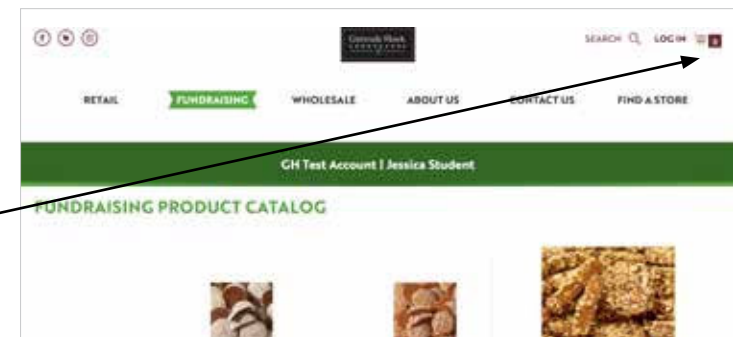 SEARCH LOG IN
RETAIL FUNDRAISING WHOLESALE ABOUT US CONTACT US FIND A STORE
GH Test Account | Jessica Student
FUNDRAISING PRODUCT CATALOG